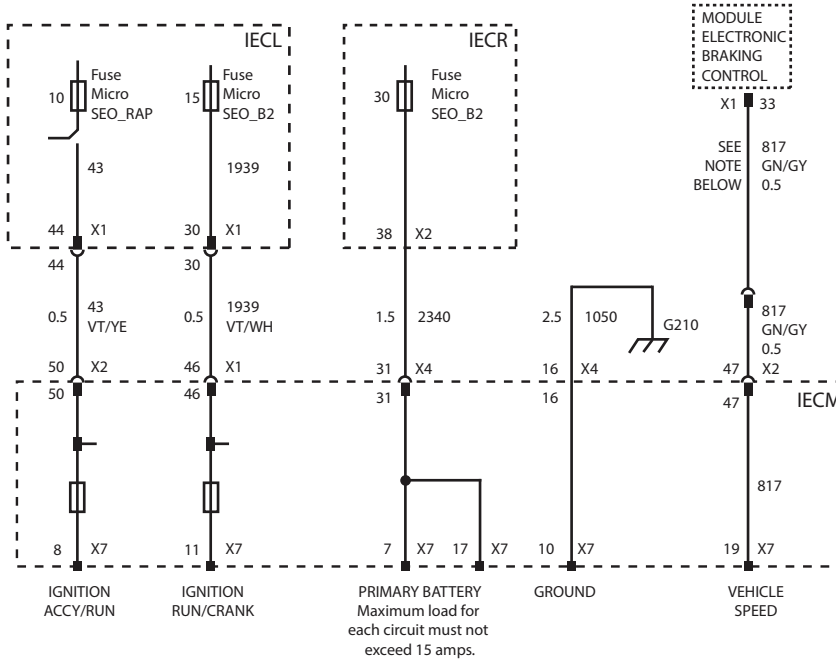 IECL
IECR
MODULE
ELECTRONIC
BRAKING
CONTROL
10
Fuse
Micro
SEO_RAP
15
Fuse
Micro
SEO_B2
30
Fuse
Micro
SEO_B2
X1 33
SEE
NOTE
BELOW
817
GN/GY
0.5
43
1939
44 X1
30 X1
38 X2
44
30
0.5
43
VT/YE
0.5
1939
VT/WH
1.5 2340
2.5 1050
G210
817
GN/GY
0.5
50 X2
46 X1
31 X4
16 X4
47 X2
50
46
31
16
47
IECM
817
8 X7
11 X7
7 X7
17 X7
10 X7
19 X7
IGNITION
ACCY/RUN
IGNITION
RUN/CRANK
PRIMARY BATTERY
Maximum load for
each circuit must not
exceed 15 amps.
GROUND
VEHICLE
SPEED